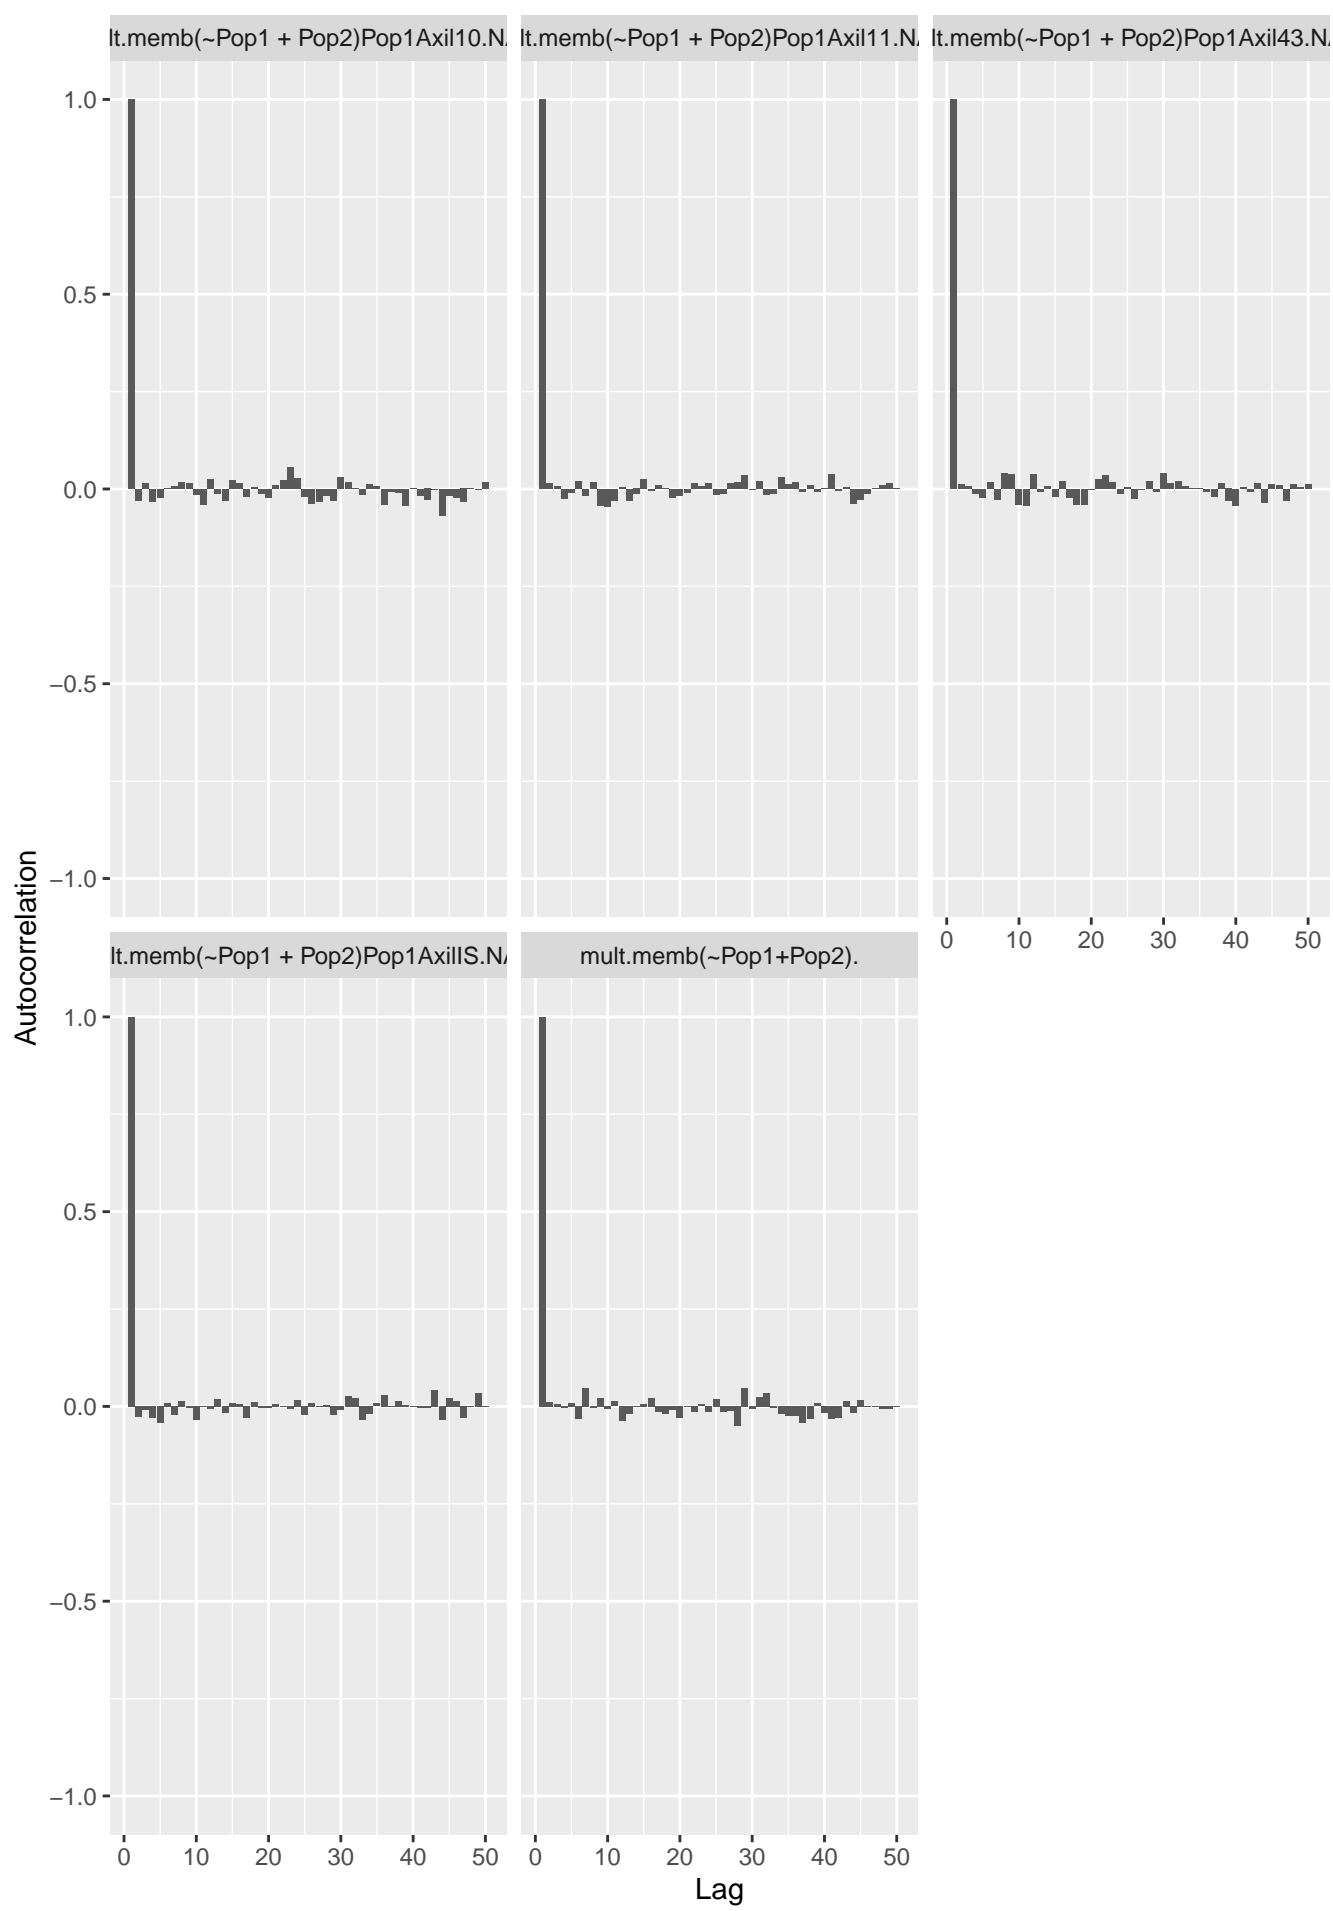 lt.memb(~Pop1 + Pop2)Pop1Axil10.N
lt.memb(~Pop1 + Pop2)Pop1Axil11.N
lt.memb(~Pop1 + Pop2)Pop1Axil43.N
1.0
0.5
0.0
−0.5
−1.0
0 10 20 30 40 50
Autocorrelation
lt.memb(~Pop1 + Pop2)Pop1AxilIS.N
mult.memb(~Pop1+Pop2).
1.0
0.5
0.0
−0.5
−1.0
0 10 20 30 40 50
0 10 20 30 40 50
Lag